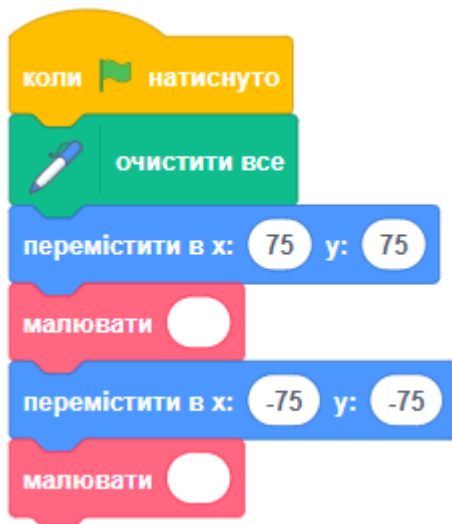 коли натиснуто
очистити все
перемістити в x: 75 y: 75
малювати
перемістити в x: -75 y: -75
малювати